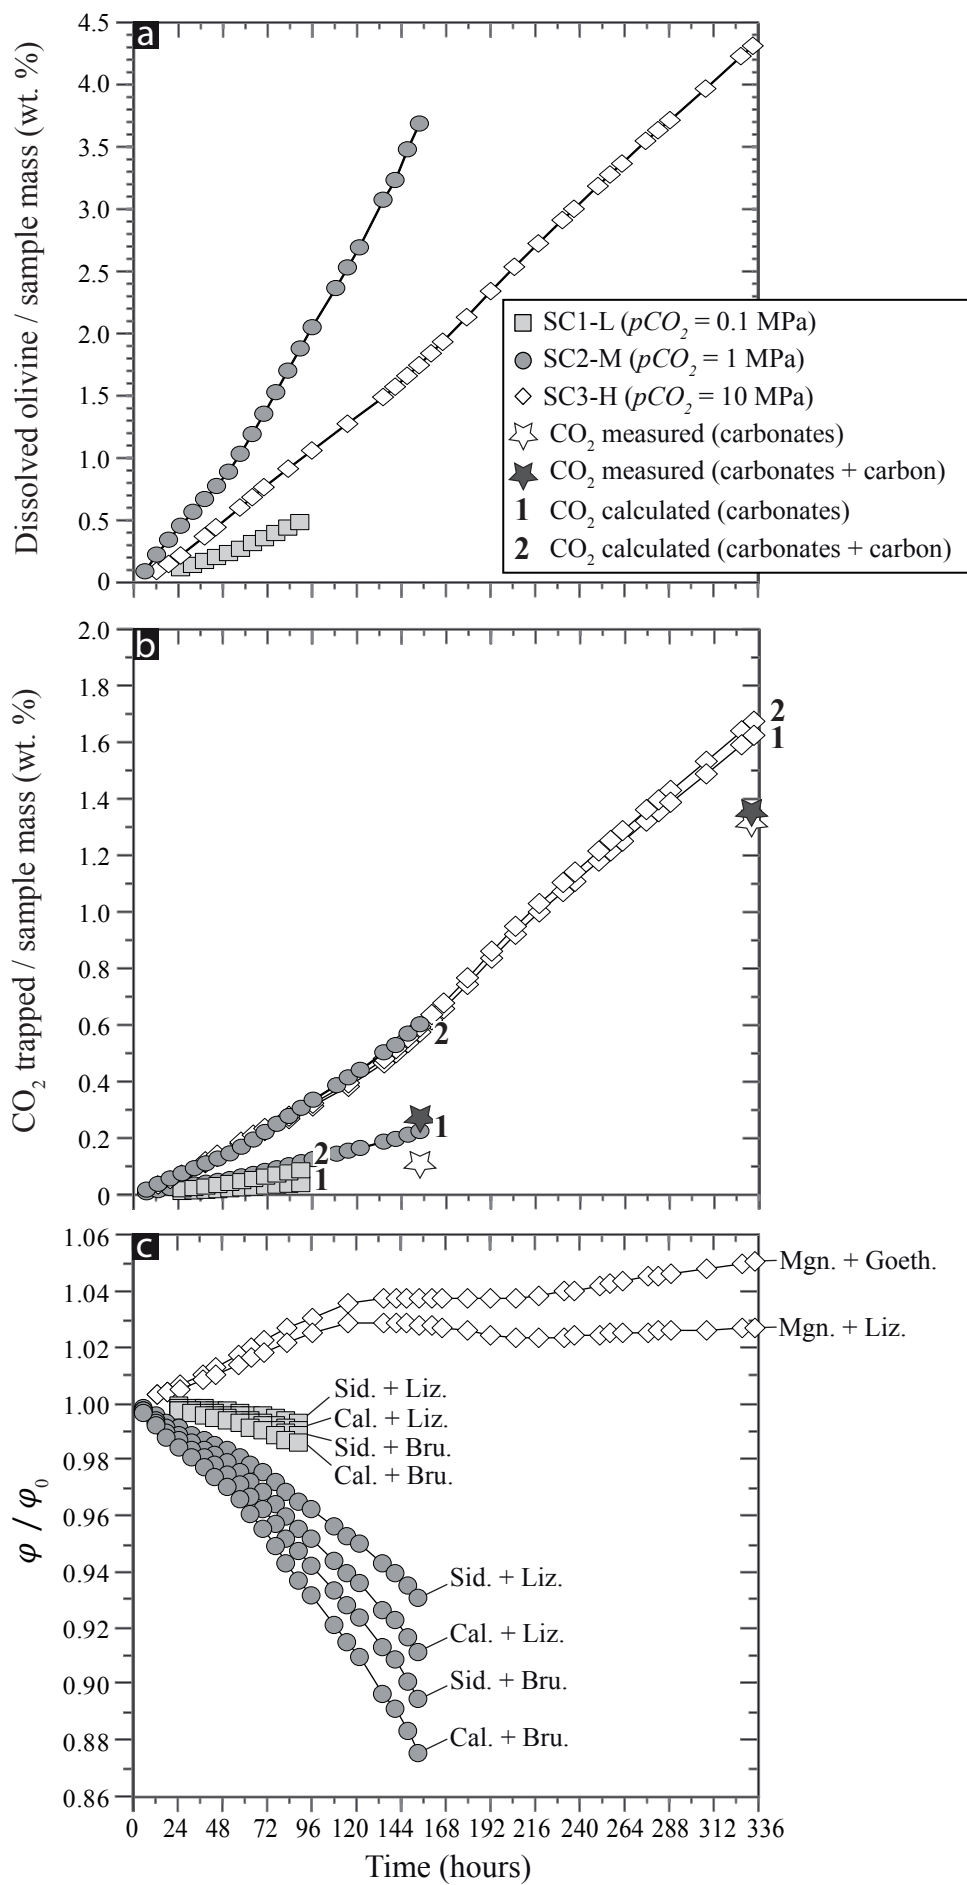 a
4.5
4.0
3.5
3.0
2.5
2.0
1.5
1.0
0.5
0
Dissolved olivine / sample mass (wt. %)
SC1-L (pCO2 = 0.1 MPa)
SC2-M (pCO2 = 1 MPa)
SC3-H (pCO2 = 10 MPa)
CO2 measured (carbonates)
CO2 measured (carbonates + carbon)
1 CO2 calculated (carbonates)
2 CO2 calculated (carbonates + carbon)
b
2.0
1.8
1.6
1.4
1.2
1.0
0.8
0.6
0.4
0.2
0
CO2 trapped / sample mass (wt. %)
2
1
2
1
2
1
c
1.06
1.04
1.02
1.00
0.98
0.96
0.94
0.92
0.90
0.88
0.86
φ / φ0
Mgn. + Goeth.
Mgn. + Liz.
Sid. + Liz.
Cal. + Liz.
Sid. + Bru.
Cal. + Bru.
Sid. + Liz.
Cal. + Liz.
Sid. + Bru.
Cal. + Bru.
0 24 48 72 96 120 144 168 192 216 240 264 288 312 336
Time (hours)